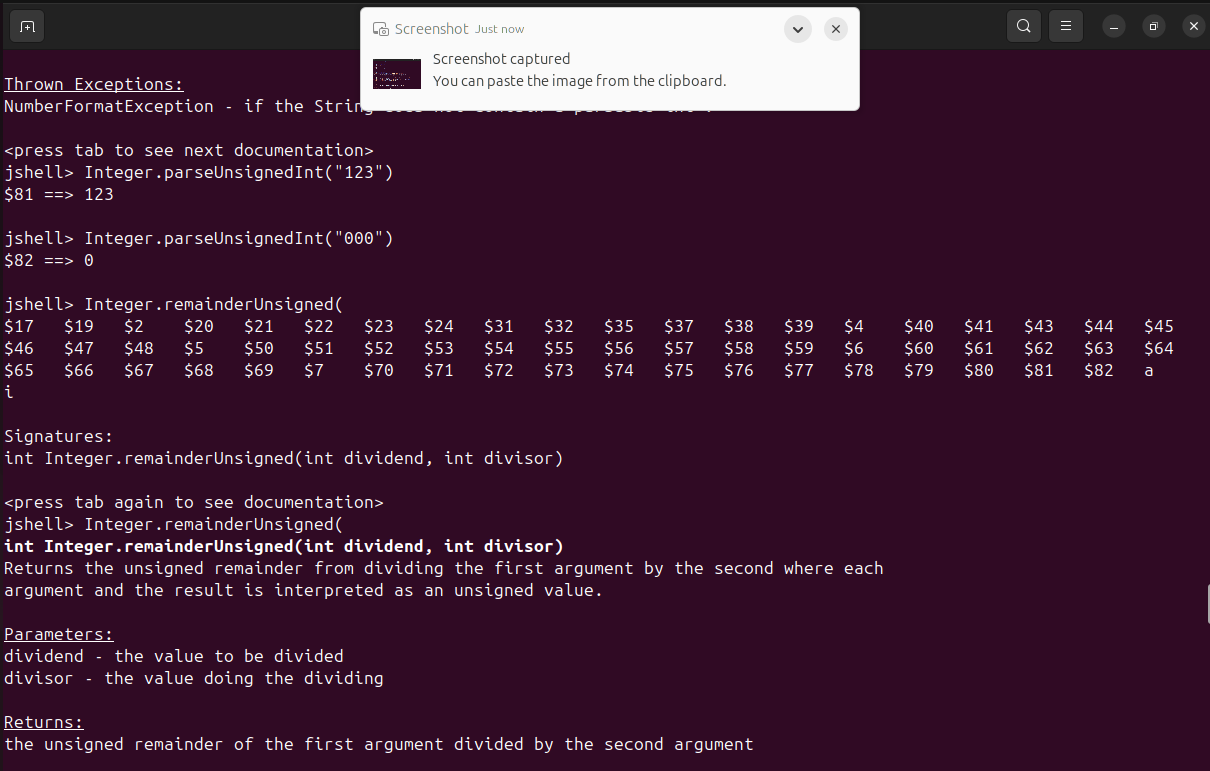 Screenshot Just now
Screenshot captured
You can paste the image from the clipboard.
Thrown Exceptions:
NumberFormatException - if the String
<press tab to see next documentation>
jshell> Integer.parseUnsignedInt("123")
$81 ==> 123
jshell> Integer.parseUnsignedInt("000")
$82 ==> 0
jshell> Integer.remainderUnsigned(
$17 $19 $2 $20 $21 $22 $23 $24 $31 $32 $35 $37 $38 $39 $4 $40 $41 $43 $44 $45
$46 $47 $48 $5 $50 $51 $52 $53 $54 $55 $56 $57 $58 $59 $6 $60 $61 $62 $63 $64
$65 $66 $67 $68 $69 $7 $70 $71 $72 $73 $74 $75 $76 $77 $78 $79 $80 $81 $82 a
i
Signatures:
int Integer.remainderUnsigned(int dividend, int divisor)
<press tab again to see documentation>
jshell> Integer.remainderUnsigned(
int Integer.remainderUnsigned(int dividend, int divisor)
Returns the unsigned remainder from dividing the first argument by the second where each
argument and the result is interpreted as an unsigned value.
Parameters:
dividend - the value to be divided
divisor - the value doing the dividing
Returns:
the unsigned remainder of the first argument divided by the second argument